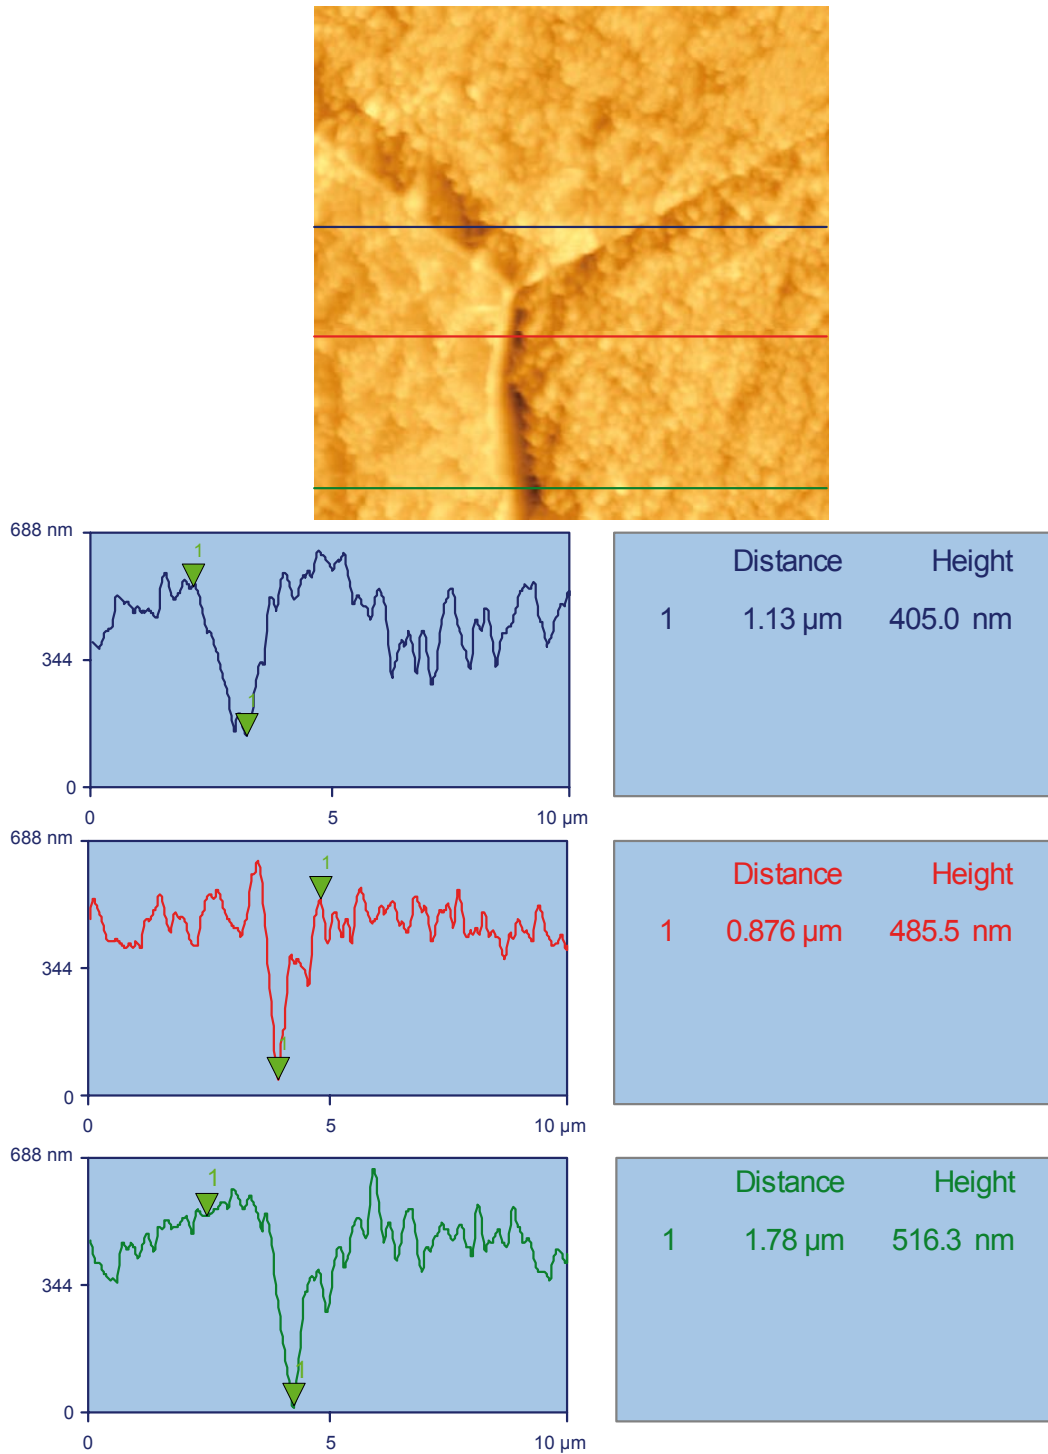 688 nm
1
344
1
0
0 5 10 µm
Distance Height
1 1.13 µm 405.0 nm
688 nm
1
344
1
0
0 5 10 µm
Distance Height
1 0.876 µm 485.5 nm
688 nm
1
344
1
0
0 5 10 µm
Distance Height
1 1.78 µm 516.3 nm